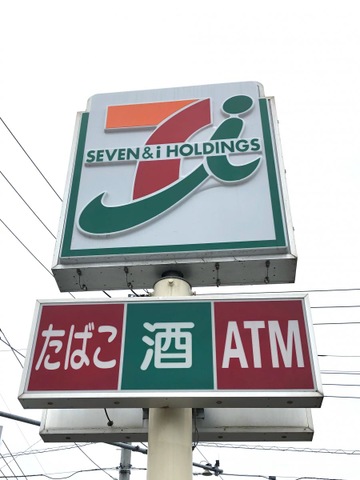 SEVEN & i HOLDINGS
たばこ 酒 ATM